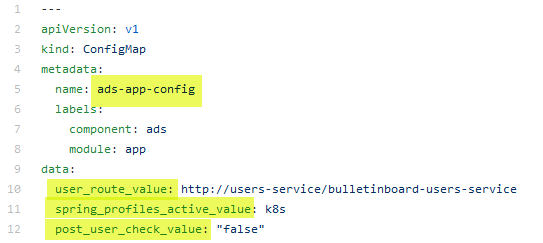 1 ---
2 apiVersion: v1
3 kind: ConfigMap
4 metadata:
5   name: ads-app-config
6   labels:
7     component: ads
8     module: app
9 data:
10   user_route_value: http://users-service/bulletinboard-users-service
11   spring_profiles_active_value: k8s
12   post_user_check_value: "false"